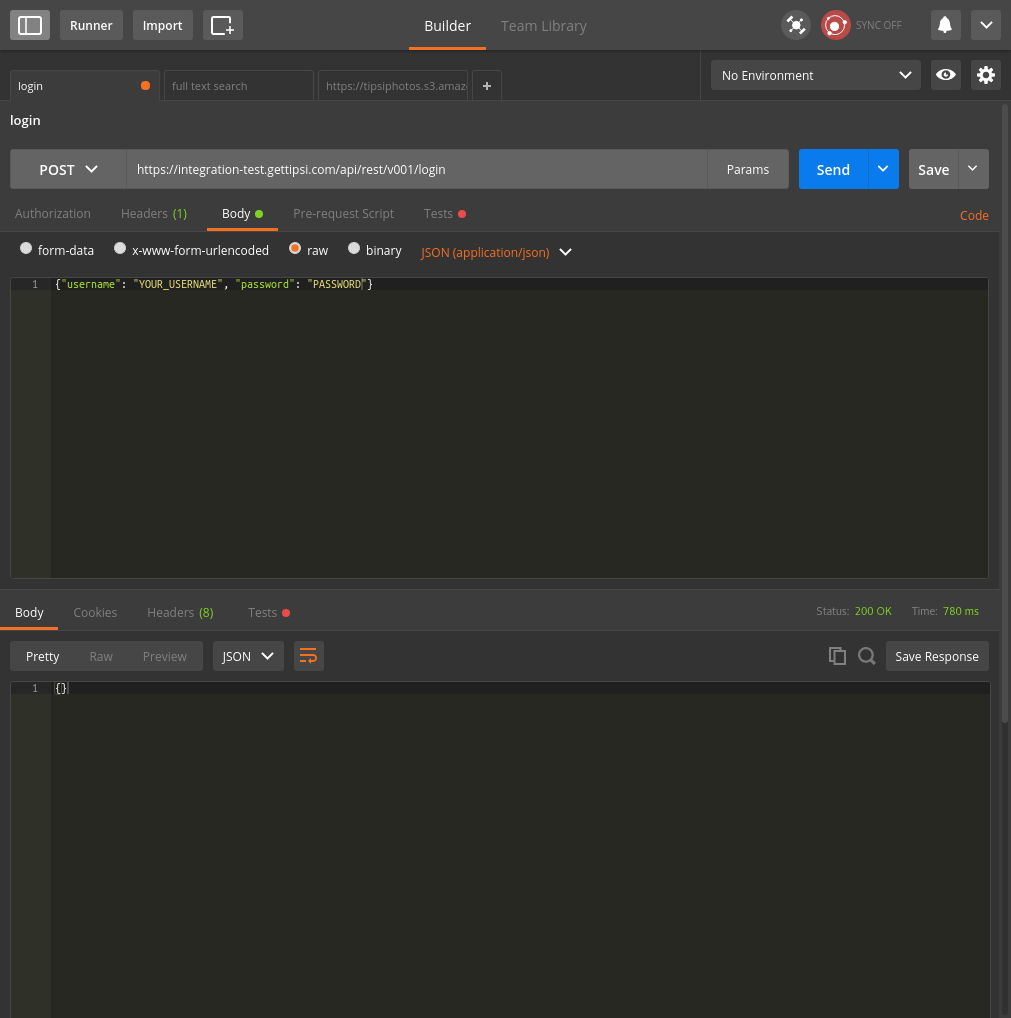 Runner Import Builder Team Library SYNC OFF
No Environment
login full text search https://tipsiphotos.s3.amaz +
login
POST https://integration-test.gettipsi.com/api/rest/v001/login Params Send Save
Authorization Headers (1) Body Pre-request Script Tests Code
form-data x-www-form-urlencoded raw binary JSON (application/json)
1 {"username": "YOUR_USERNAME", "password": "PASSWORD"}
Body Cookies Headers (8) Tests Status: 200 OK Time: 780 ms
Pretty Raw Preview JSON Save Response
1 {}